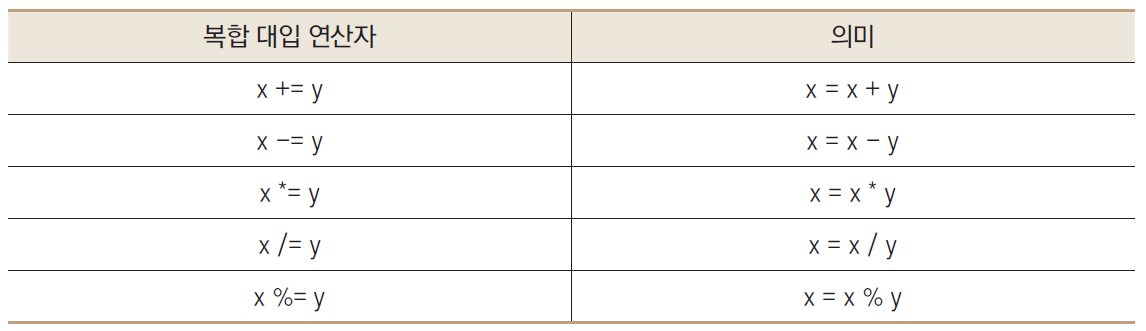 복합 대입 연산자 의미
x += y x = x + y
x -= y x = x - y
x *= y x = x * y
x /= y x = x / y
x %= y x = x % y